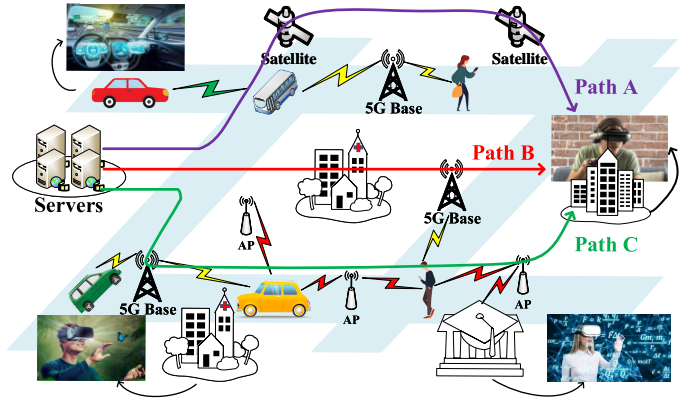 Satellite
Satellite
Path A
5G Base
Path B
Servers
5G Base
AP
Path C
5G Base
AP
AP